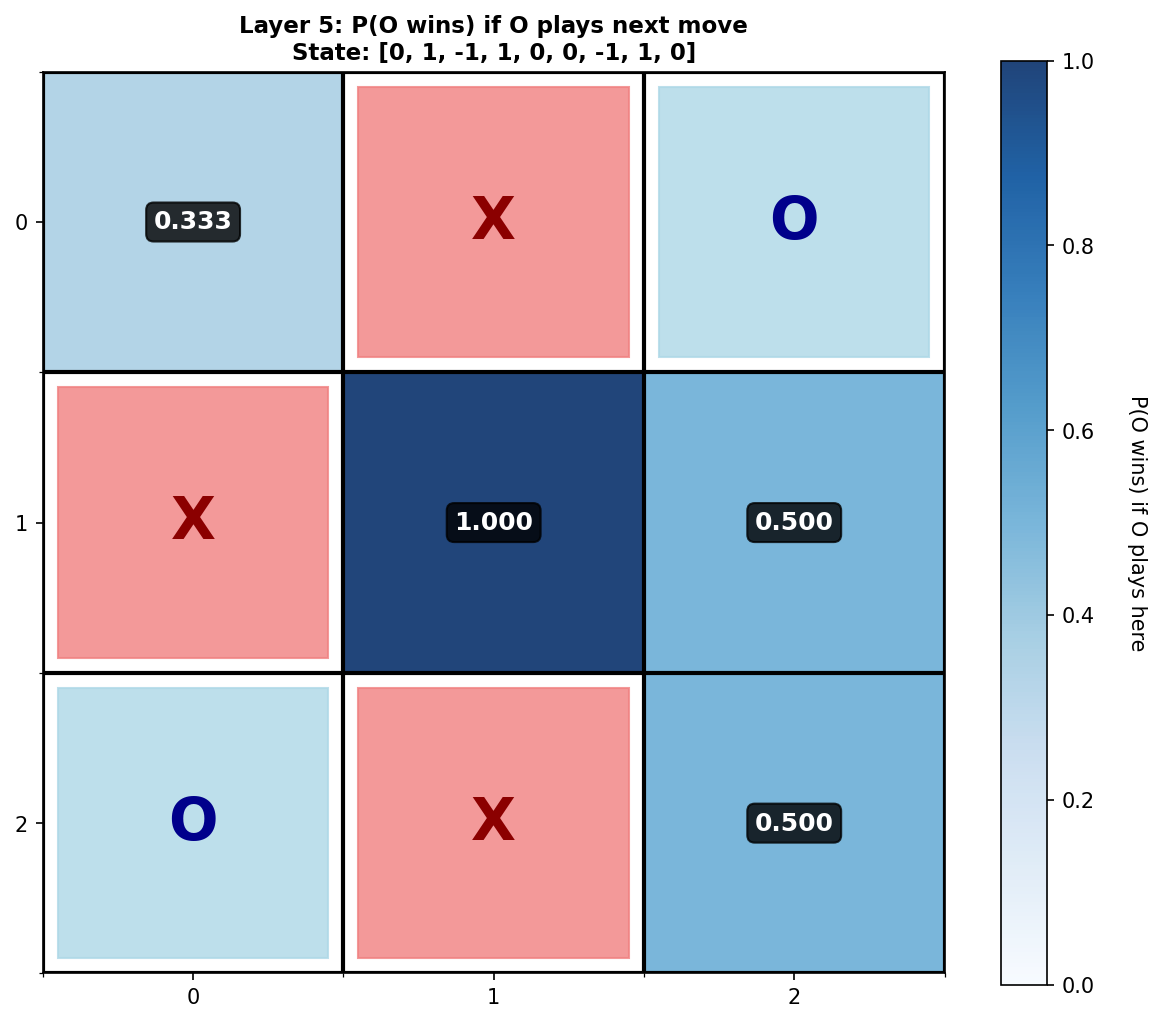 Layer 5: P(O wins) if O plays next move
State: [0, 1, -1, 1, 0, 0, -1, 1, 0]
0.333
X
O
0
X
1.000
0.500
1
O
X
0.500
2
0
1
2
1.0
0.8
0.6
0.4
0.2
0.0
P(O wins) if O plays here